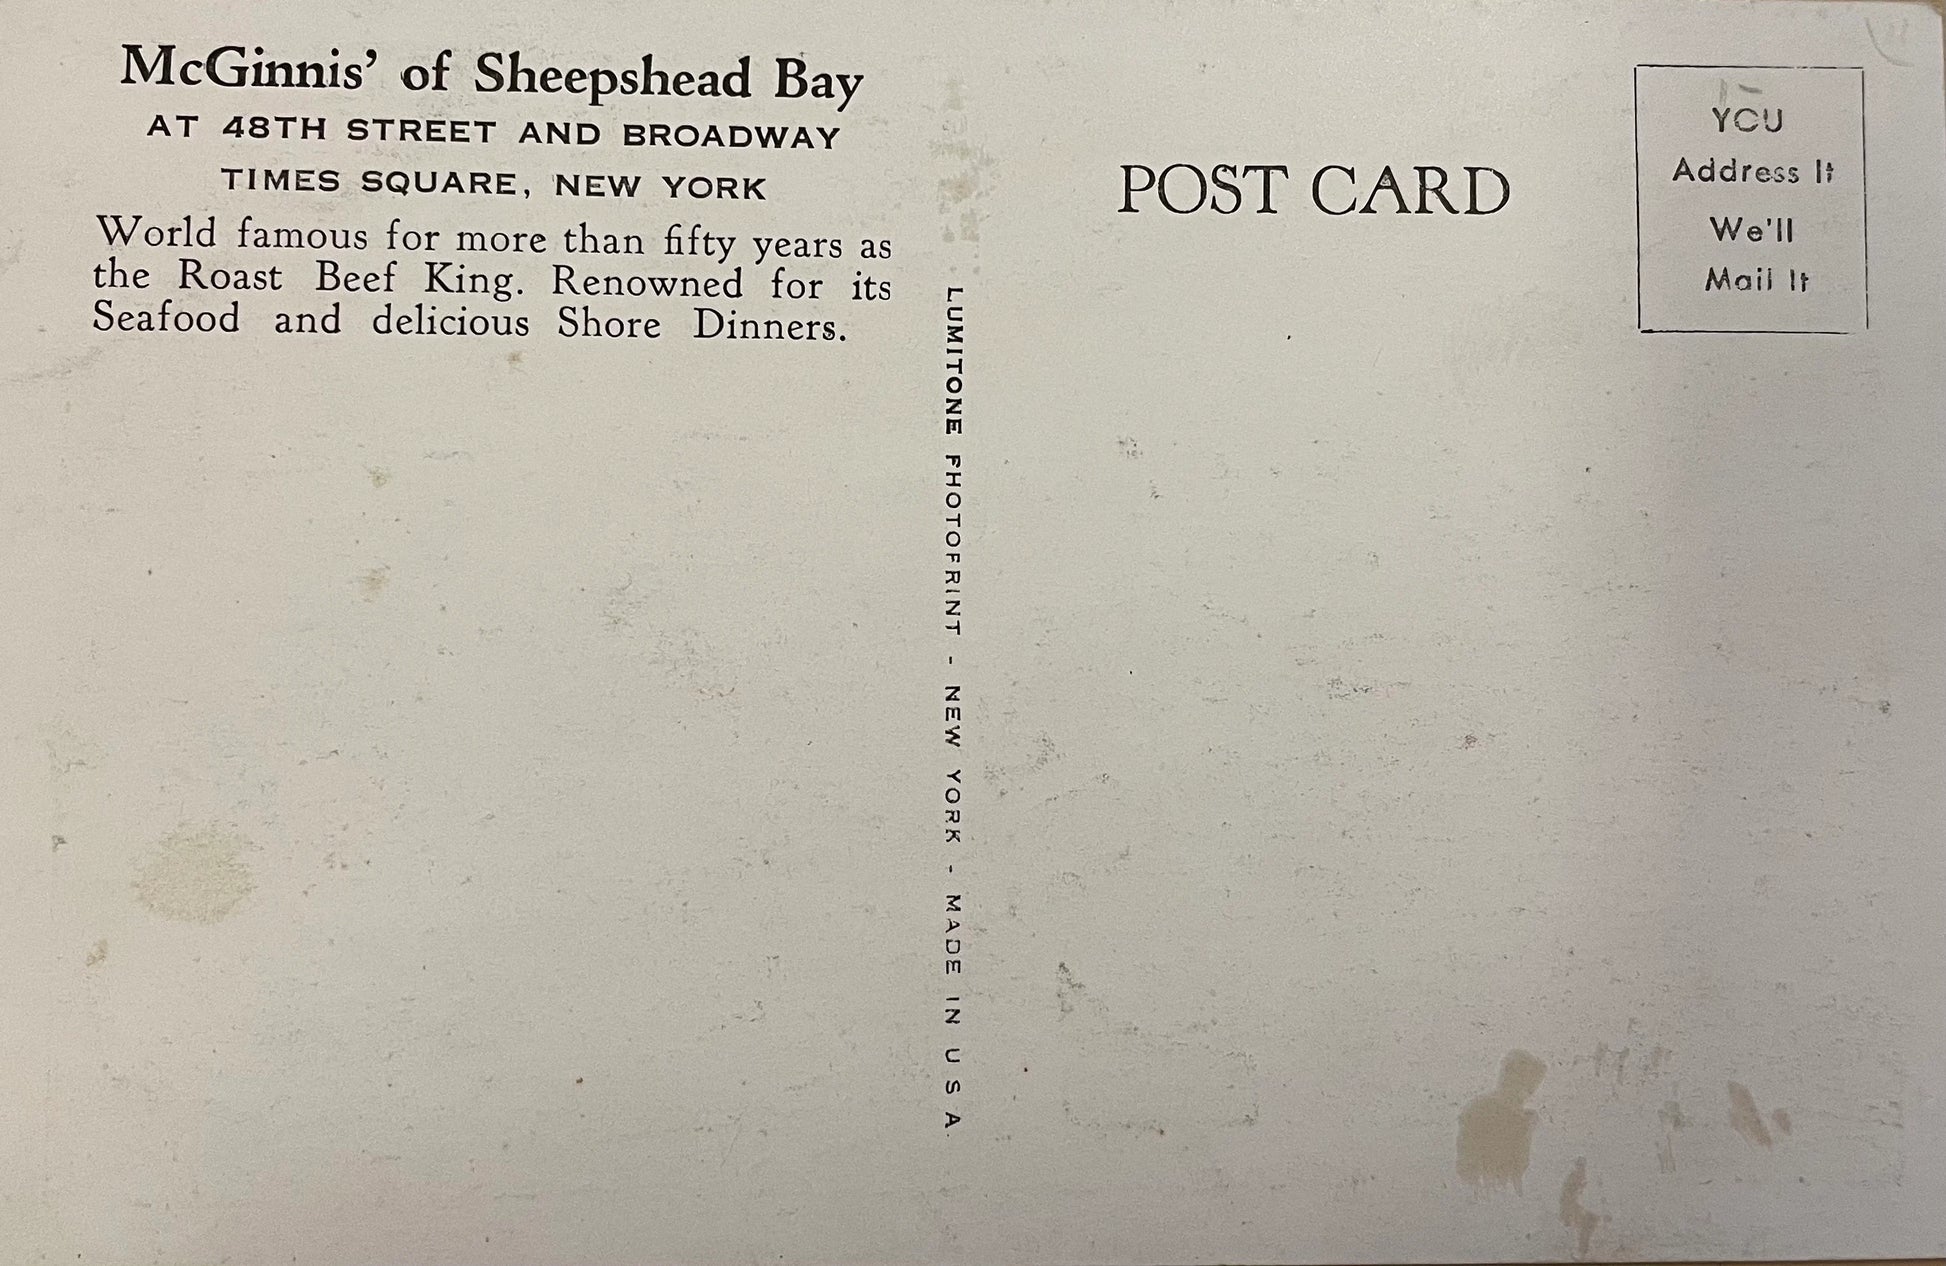 McGinnis' of Sheepshead Bay
AT 48TH STREET AND BROADWAY
TIMES SQUARE, NEW YORK
World famous for more than fifty years as
the Roast Beef King. Renowned for its
Seafood and delicious Shore Dinners.
LUMITONE PHOTOPRINT - NEW YORK - MADE IN U S A.
POST CARD
YOU
Address It
We'll
Mail It